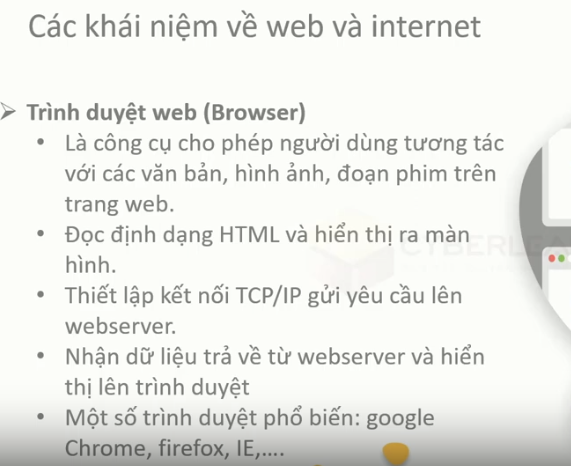 Các khái niệm về web và internet
➢ Trình duyệt web (Browser)
• Là công cụ cho phép người dùng tương tác
với các văn bản, hình ảnh, đoạn phim trên
trang web.
• Đọc định dạng HTML và hiển thị ra màn
hình.
• Thiết lập kết nối TCP/IP gửi yêu cầu lên
webserver.
• Nhận dữ liệu trả về từ webserver và hiển
thị lên trình duyệt
• Một số trình duyệt phổ biến: google
Chrome, firefox, IE,....